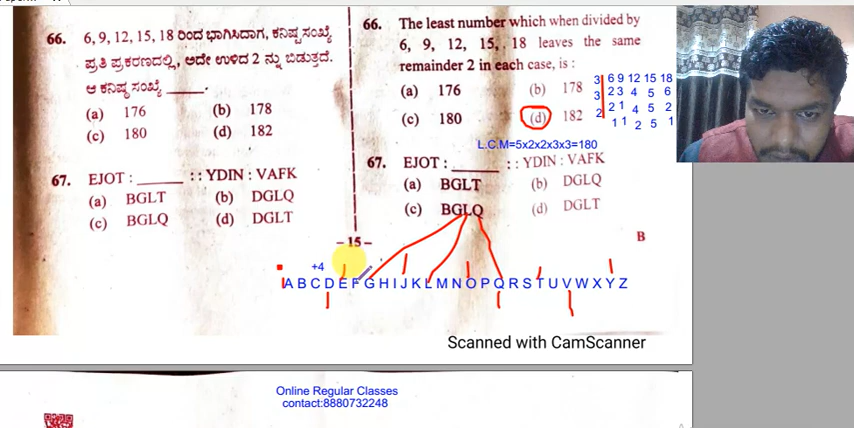 66. 6, 9, 12, 15, 18 ರಿಂದ ಭಾಗಿಸಿದಾಗ, ಕನಿಷ್ಟ ಸಂಖ್ಯೆ
ಪ್ರತಿ ಪ್ರಕರಣದಲ್ಲಿ, ಅದೇ ಉಳಿದ 2 ನ್ನು ಬಿಡುತ್ತದೆ.
ಆ ಕನಿಷ್ಟ ಸಂಖ್ಯೆ _____.
(a) 176 (b) 178
(c) 180 (d) 182
67. EJOT : ______ : : YDIN : VAFK
(a) BGLT (b) DGLQ
(c) BGLQ (d) DGLT
66. The least number which when divided by
6, 9, 12, 15, 18 leaves the same
remainder 2 in each case, is :
(a) 176 (b) 178
(c) 180 (d) 182
3 6 9 12 15 18
3 2 3 4 5 6
2 2 1 4 5 2
1 1 2 5 1
L.C.M=5x2x2x3x3=180
67. EJOT : ______ : : YDIN : VAFK
(a) BGLT (b) DGLQ
(c) BGLQ (d) DGLT
– 15 –
B
+4
A B C D E F G H I J K L M N O P Q R S T U V W X Y Z
Scanned with CamScanner
Online Regular Classes
contact:8880732248